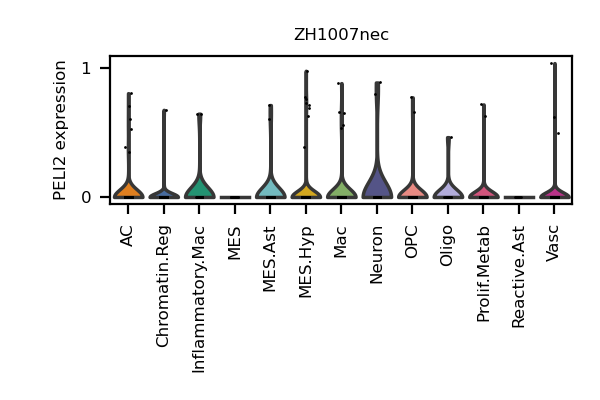 ZH1007nec
PELI2 expression
1
0
AC
Chromatin.Reg
Inflammatory.Mac
MES
MES.Ast
MES.Hyp
Mac
Neuron
OPC
Oligo
Prolif.Metab
Reactive.Ast
Vasc